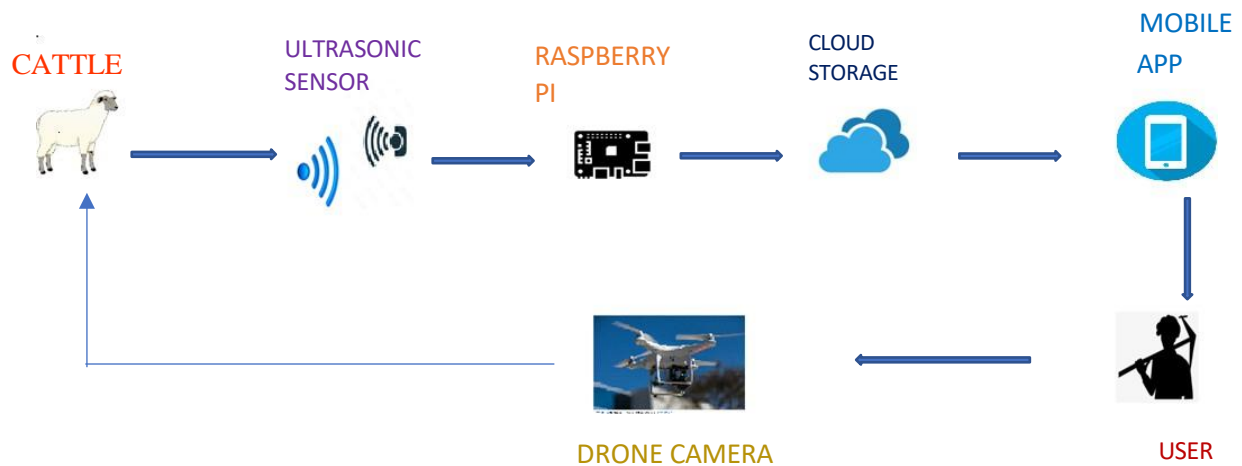 CATTLE
ULTRASONIC
SENSOR
RASPBERRY
PI
CLOUD
STORAGE
MOBILE
APP
DRONE CAMERA
USER